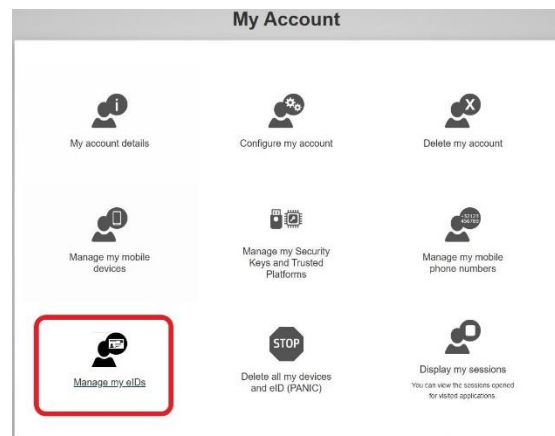 My Account
i
X
My account details
Configure my account
Delete my account
Manage my mobile
devices
Manage my Security
Keys and Trusted
Platforms
Manage my mobile
phone numbers
STOP
Manage my eIDs
Delete all my devices
and eID (PANIC)
Display my sessions
You can view the sessions opened
for visited applications.